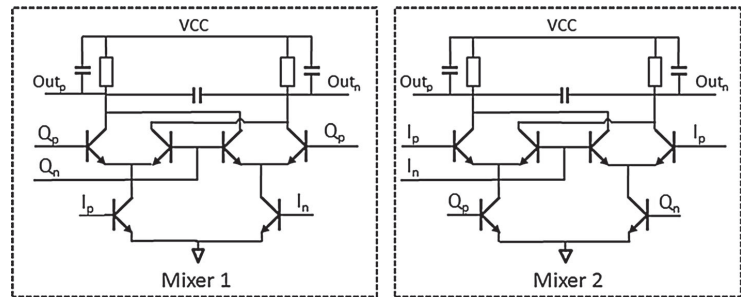 VCC
Outₚ
Outₙ
Qₚ
Qₚ
Qₙ
Iₚ
Iₙ
Mixer 1
VCC
Outₚ
Outₙ
Iₚ
Iₚ
Iₙ
Qₚ
Qₙ
Mixer 2